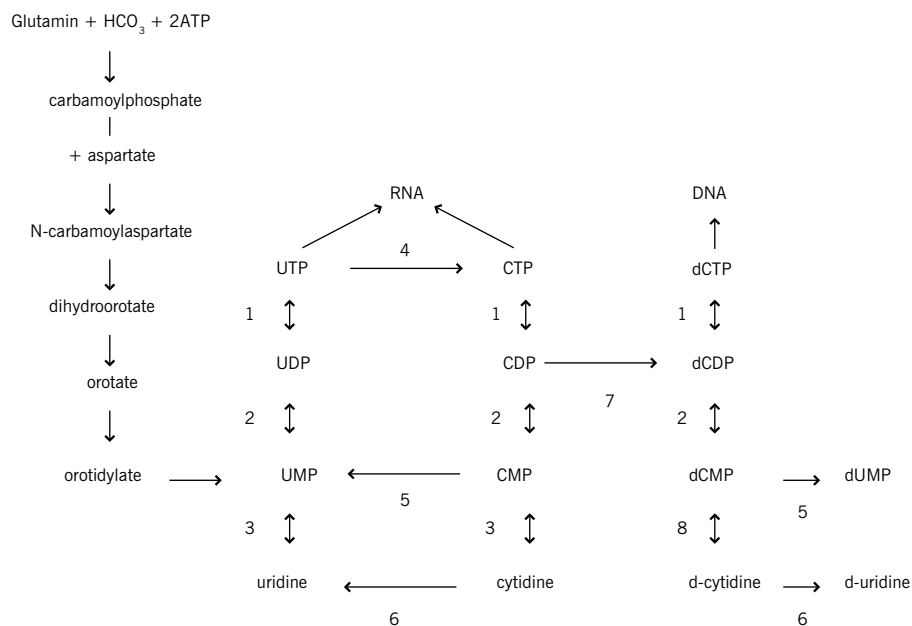 Glutamin + HCO3 + 2ATP
carbamoylphosphate
+ aspartate
N-carbamoylaspartate
dihydroorotate
orotate
orotidylate
RNA
DNA
4
UTP
CTP
dCTP
1
1
1
UDP
CDP
dCDP
7
2
2
2
UMP
CMP
dCMP
dUMP
5
5
3
3
8
uridine
cytidine
d-cytidine
d-uridine
6
6